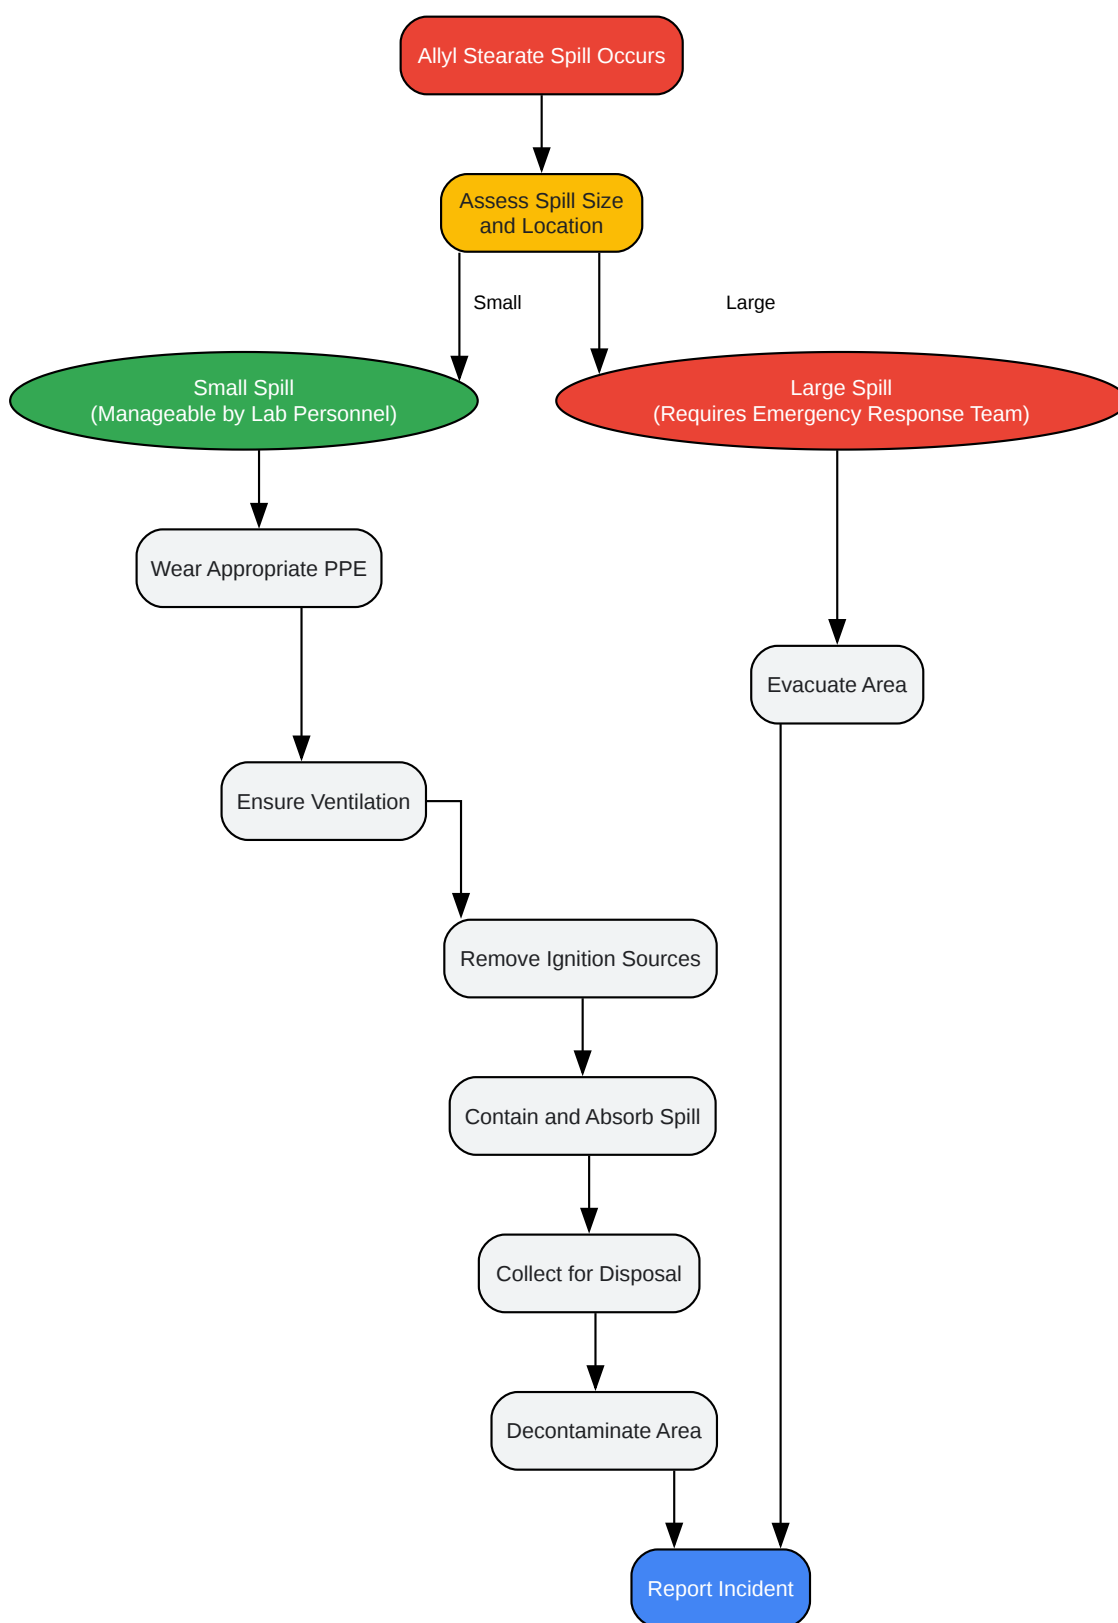 Allyl Stearate Spill Occurs
Assess Spill Size
and Location
Small
Large
Small Spill
(Manageable by Lab Personnel)
Large Spill
(Requires Emergency Response Team)
Wear Appropriate PPE
Evacuate Area
Ensure Ventilation
Remove Ignition Sources
Contain and Absorb Spill
Collect for Disposal
Decontaminate Area
Report Incident